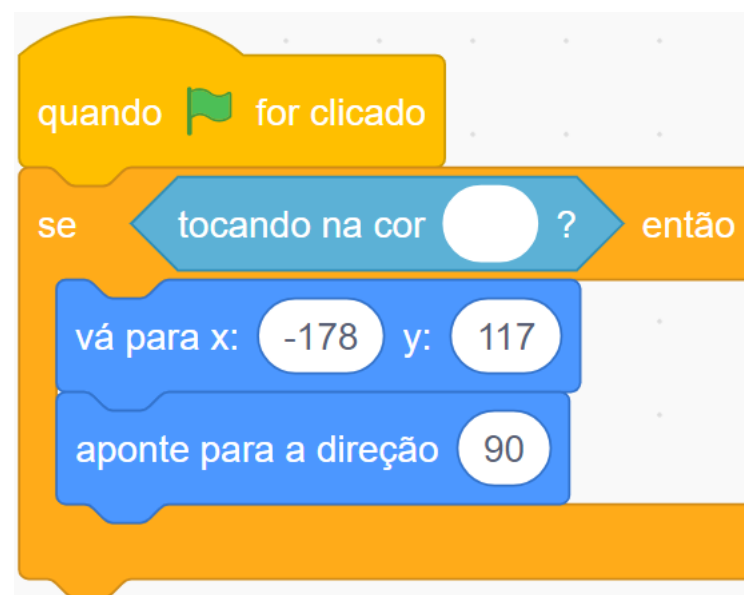 quando for clicado
se tocando na cor ? então
vá para x: -178 y: 117
aponte para a direção 90